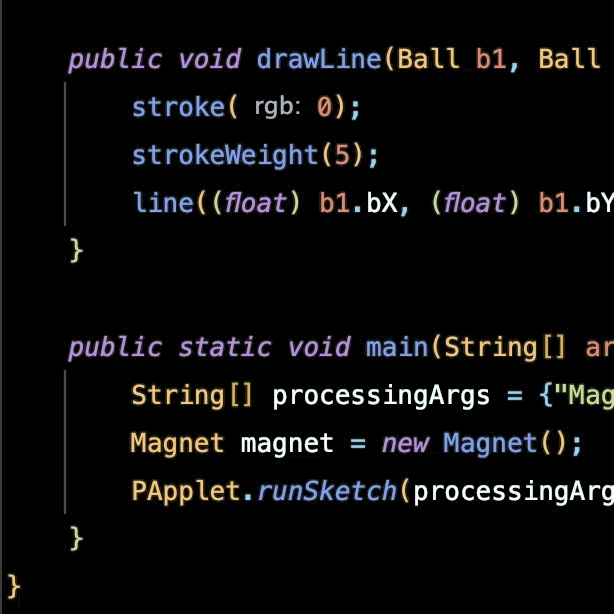 public void drawLine(Ball b1, Ball
stroke( rgb: 0);
strokeWeight(5);
line((float) b1.bX, (float) b1.bY
}
public static void main(String[] ar
String[] processingArgs = {"Mag
Magnet magnet = new Magnet();
PApplet.runSketch(processingArg
}
}